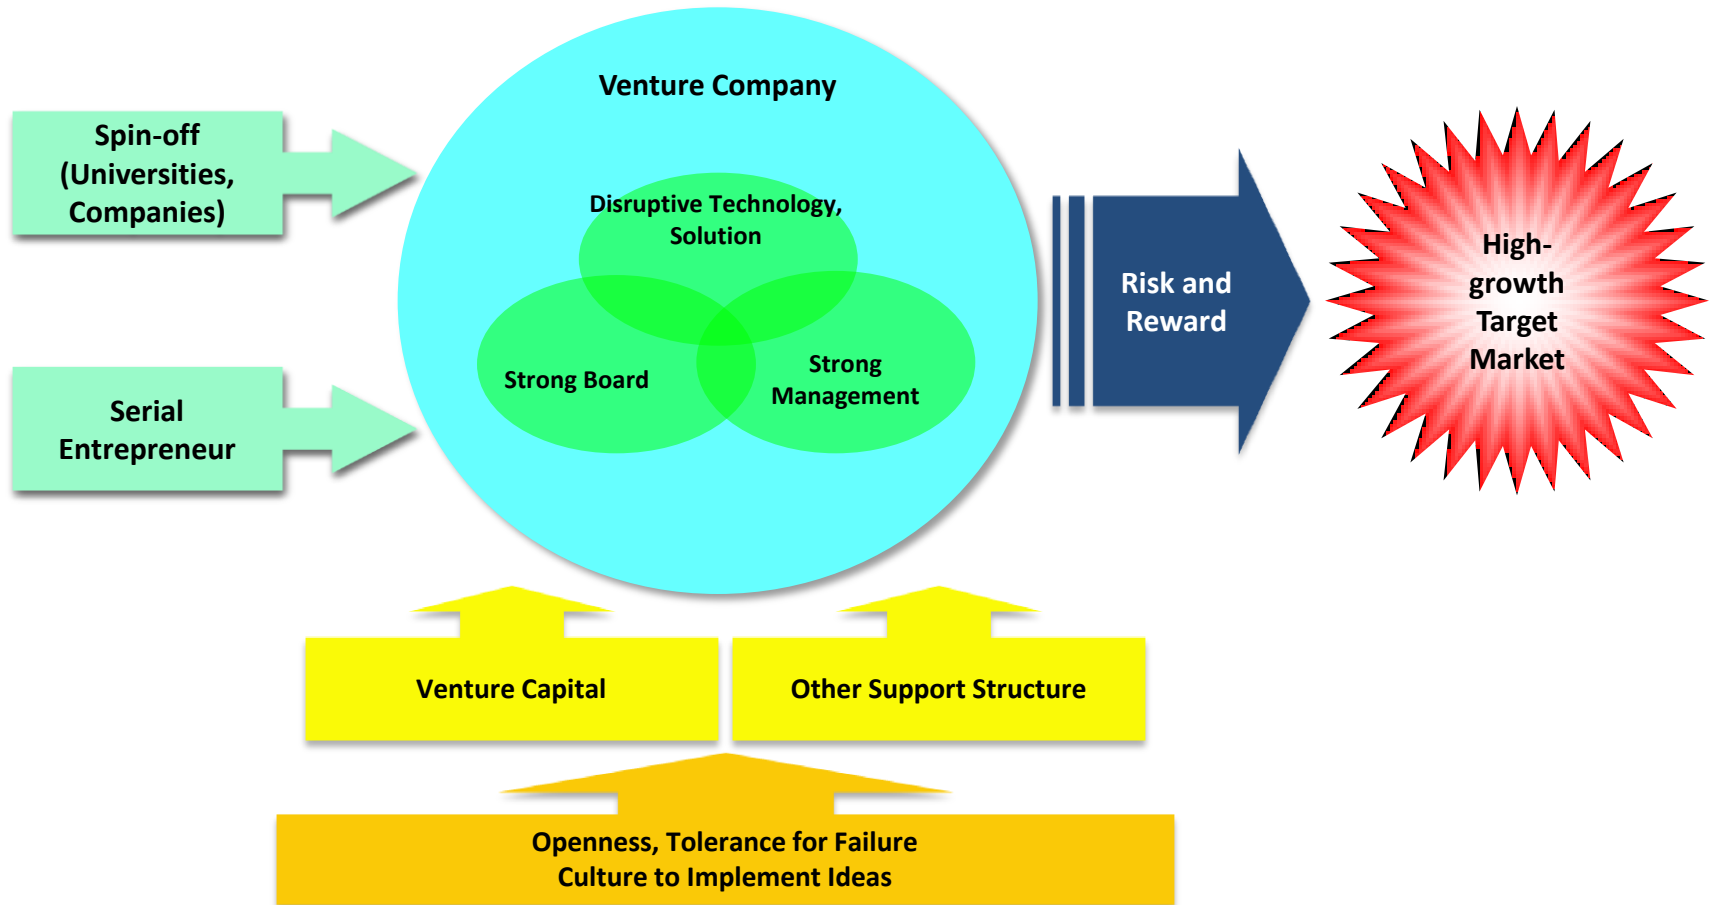 Venture Company
Spin-off
(Universities,
Companies)
Disruptive Technology,
Solution
Strong Board
Strong
Management
Serial
Entrepreneur
Risk and
Reward
High-
growth
Target
Market
Venture Capital
Other Support Structure
Openness, Tolerance for Failure
Culture to Implement Ideas